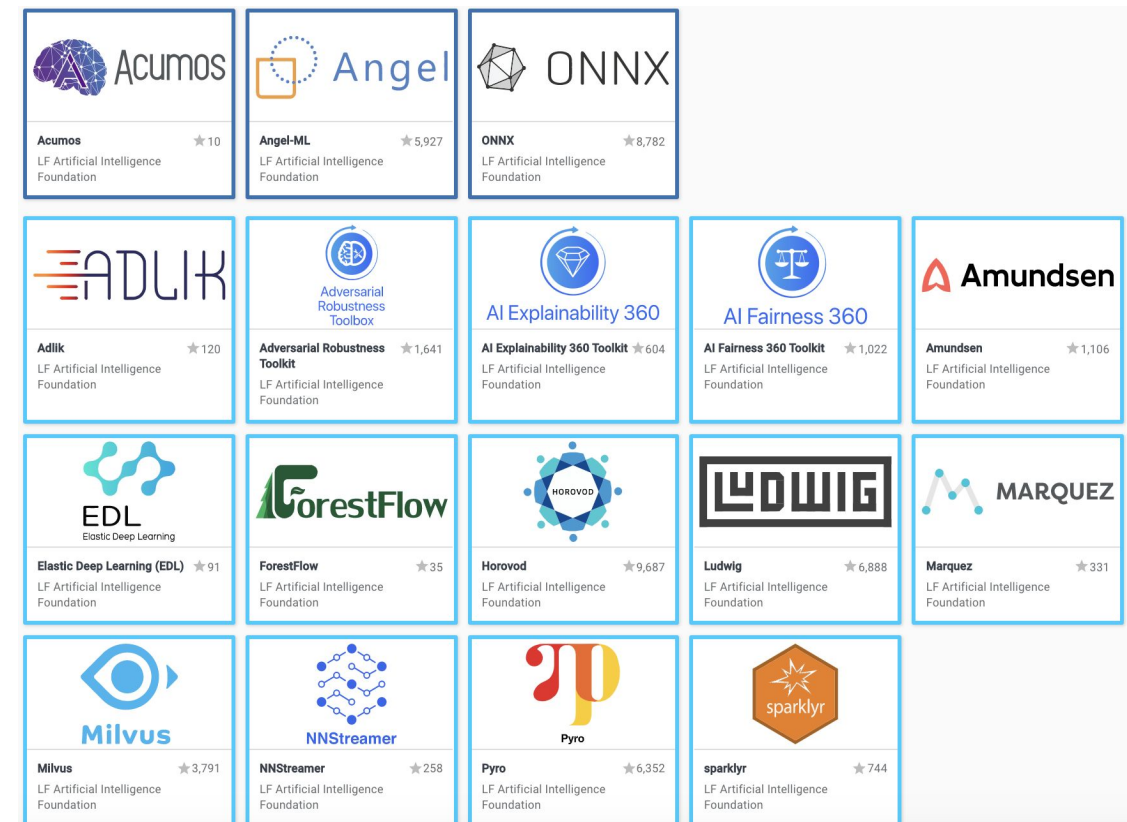 Acumos
Angel
ONNX
Acumos 10
LF Artificial Intelligence
Foundation
Angel-ML 5,927
LF Artificial Intelligence
Foundation
ONNX 8,782
LF Artificial Intelligence
Foundation
ADLIK
Adversarial
Robustness
Toolbox
AI Explainability 360
AI Fairness 360
Amundsen
Adlik 120
LF Artificial Intelligence
Foundation
Adversarial Robustness 1,641
Toolkit
LF Artificial Intelligence
Foundation
AI Explainability 360 Toolkit 604
LF Artificial Intelligence
Foundation
AI Fairness 360 Toolkit 1,022
LF Artificial Intelligence
Foundation
Amundsen 1,106
LF Artificial Intelligence
Foundation
EDL
Elastic Deep Learning
ForestFlow
HOROVOD
LUDWIG
MARQUEZ
Elastic Deep Learning (EDL) 91
LF Artificial Intelligence
Foundation
ForestFlow 35
LF Artificial Intelligence
Foundation
Horovod 9,687
LF Artificial Intelligence
Foundation
Ludwig 6,888
LF Artificial Intelligence
Foundation
Marquez 331
LF Artificial Intelligence
Foundation
Milvus
NNStreamer
Pyro
sparklyr
Milvus 3,791
LF Artificial Intelligence
Foundation
NNStreamer 258
LF Artificial Intelligence
Foundation
Pyro 6,352
LF Artificial Intelligence
Foundation
sparklyr 744
LF Artificial Intelligence
Foundation